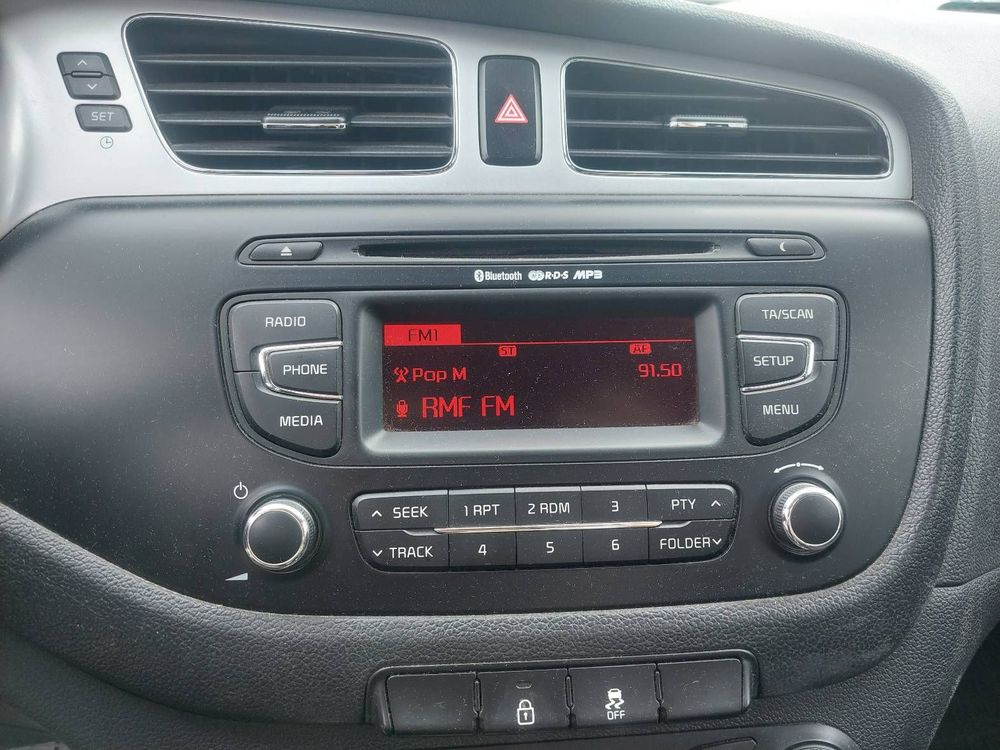 SET
Bluetooth R·D·S MP3
RADIO
PHONE
MEDIA
FM1
ST AF
Pop M 91.50
RMF FM
TA/SCAN
SETUP
MENU
SEEK 1 RPT 2 RDM 3 PTY
TRACK 4 5 6 FOLDER
OFF